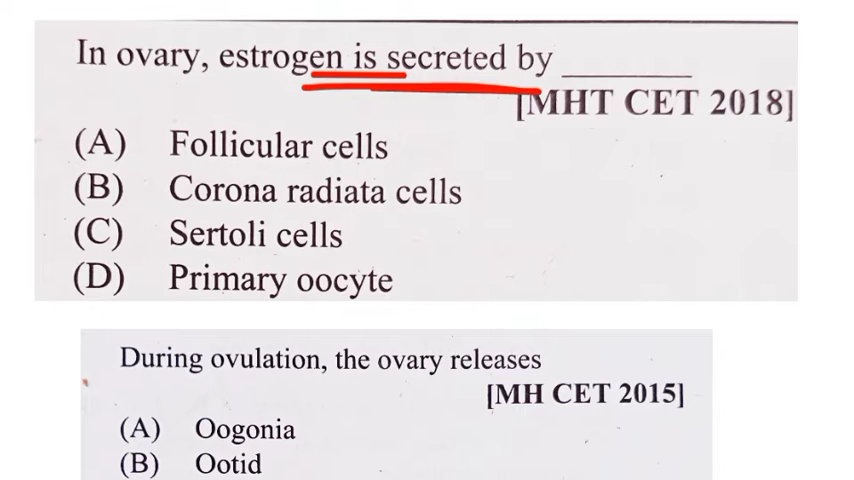 In ovary, estrogen is secreted by ________
[MHT CET 2018]
(A) Follicular cells
(B) Corona radiata cells
(C) Sertoli cells
(D) Primary oocyte
During ovulation, the ovary releases
[MH CET 2015]
(A) Oogonia
(B) Ootid